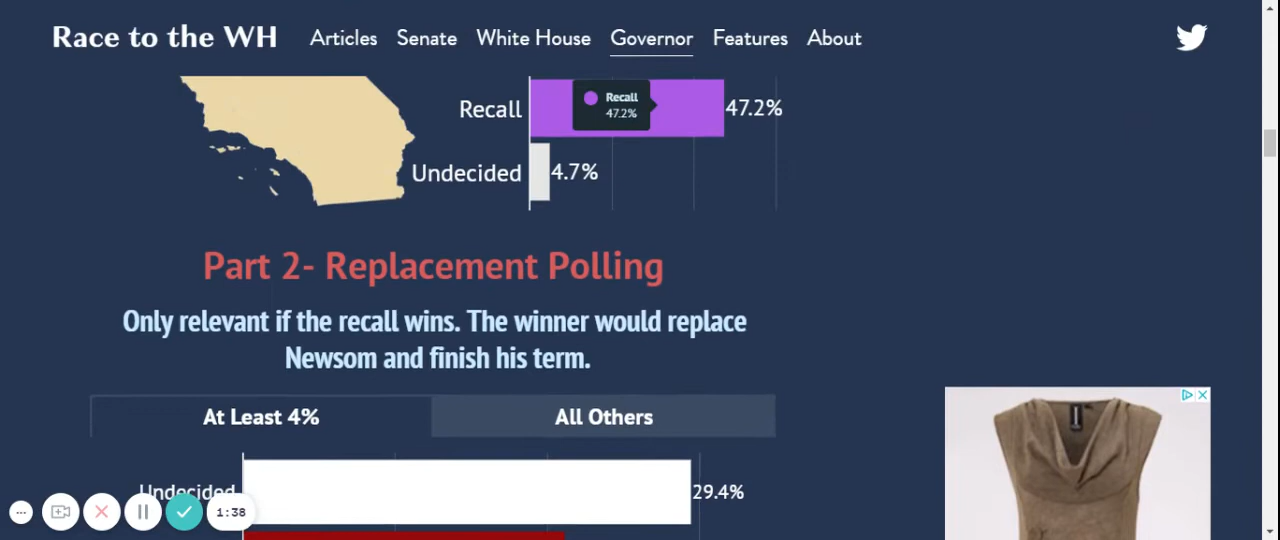 Race to the WH Articles Senate White House Governor Features About
Recall 47.2%
Recall
47.2%
Undecided 4.7%
Part 2- Replacement Polling
Only relevant if the recall wins. The winner would replace
Newsom and finish his term.
At Least 4% All Others
Undecided 29.4%
1:38